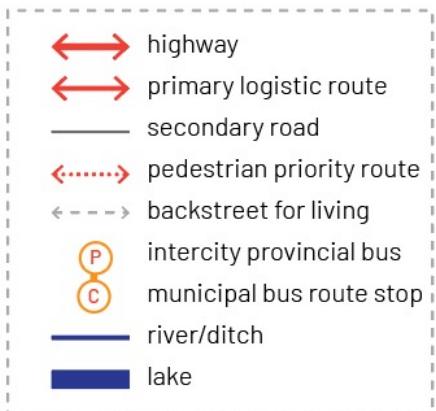 highway
primary logistic route
secondary road
pedestrian priority route
backstreet for living
P intercity provincial bus
C municipal bus route stop
river/ditch
lake